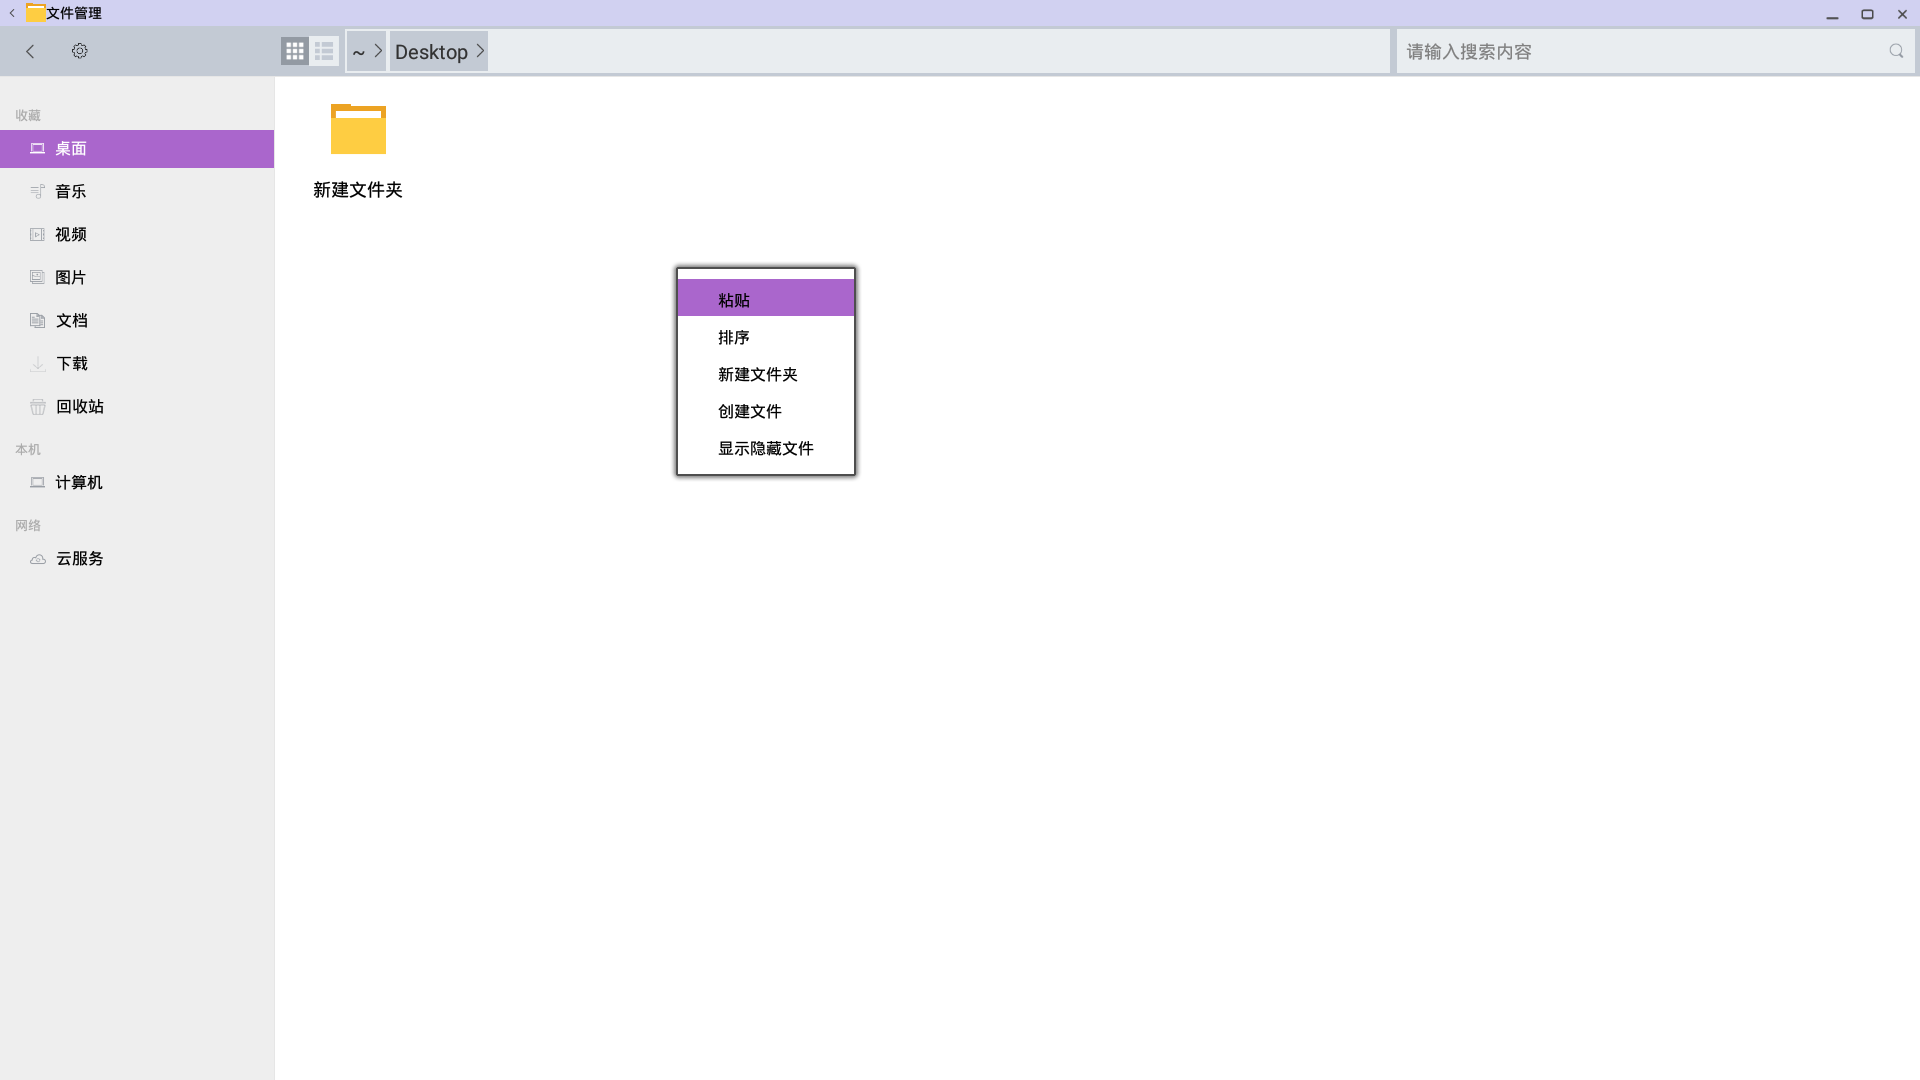 文件管理
~
Desktop
请输入搜索内容
收藏
桌面
音乐
视频
图片
文档
下载
回收站
本机
计算机
网络
云服务
新建文件夹
粘贴
排序
新建文件夹
创建文件
显示隐藏文件